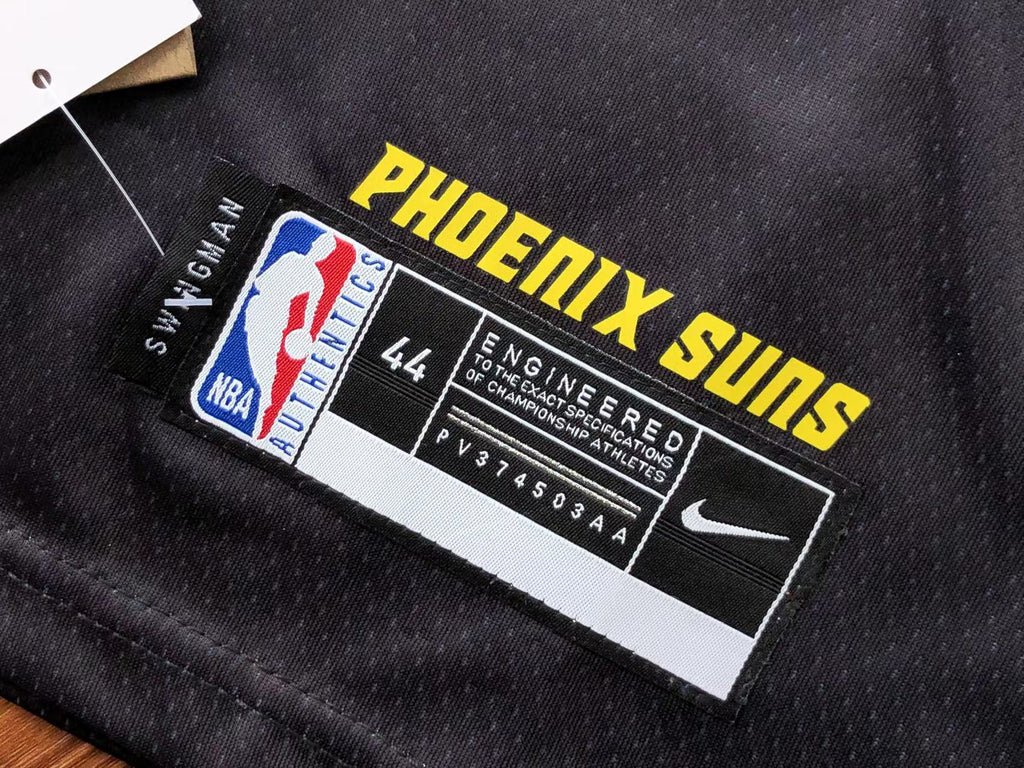 PHOENIX SUNS
SWINGMAN
NBA
AUTHENTICS
44
ENGINEERED
TO THE EXACT SPECIFICATIONS
OF CHAMPIONSHIP ATHLETES
PV374503AA